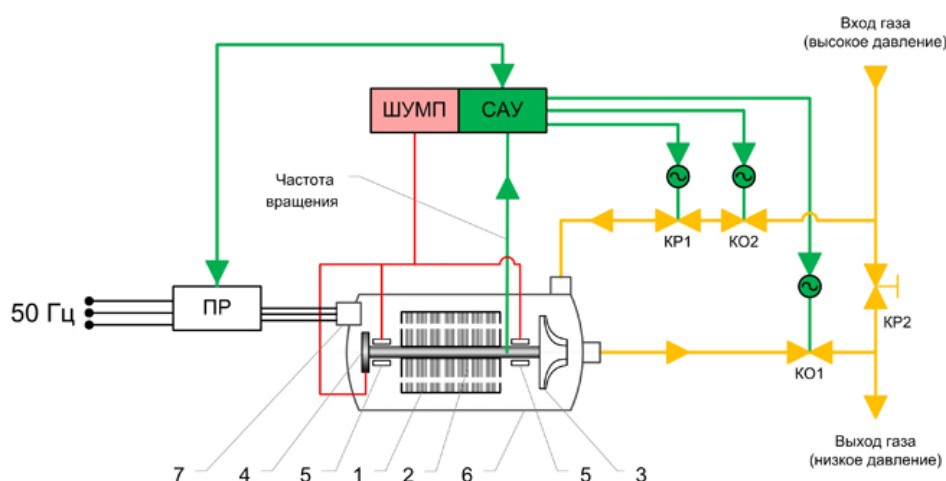 Вход газа
(высокое давление)
ШУМП
САУ
Частота
вращения
КР1
КО2
50 Гц
ПР
КР2
КО1
7
4
5
1
2
6
5
3
Выход газа
(низкое давление)